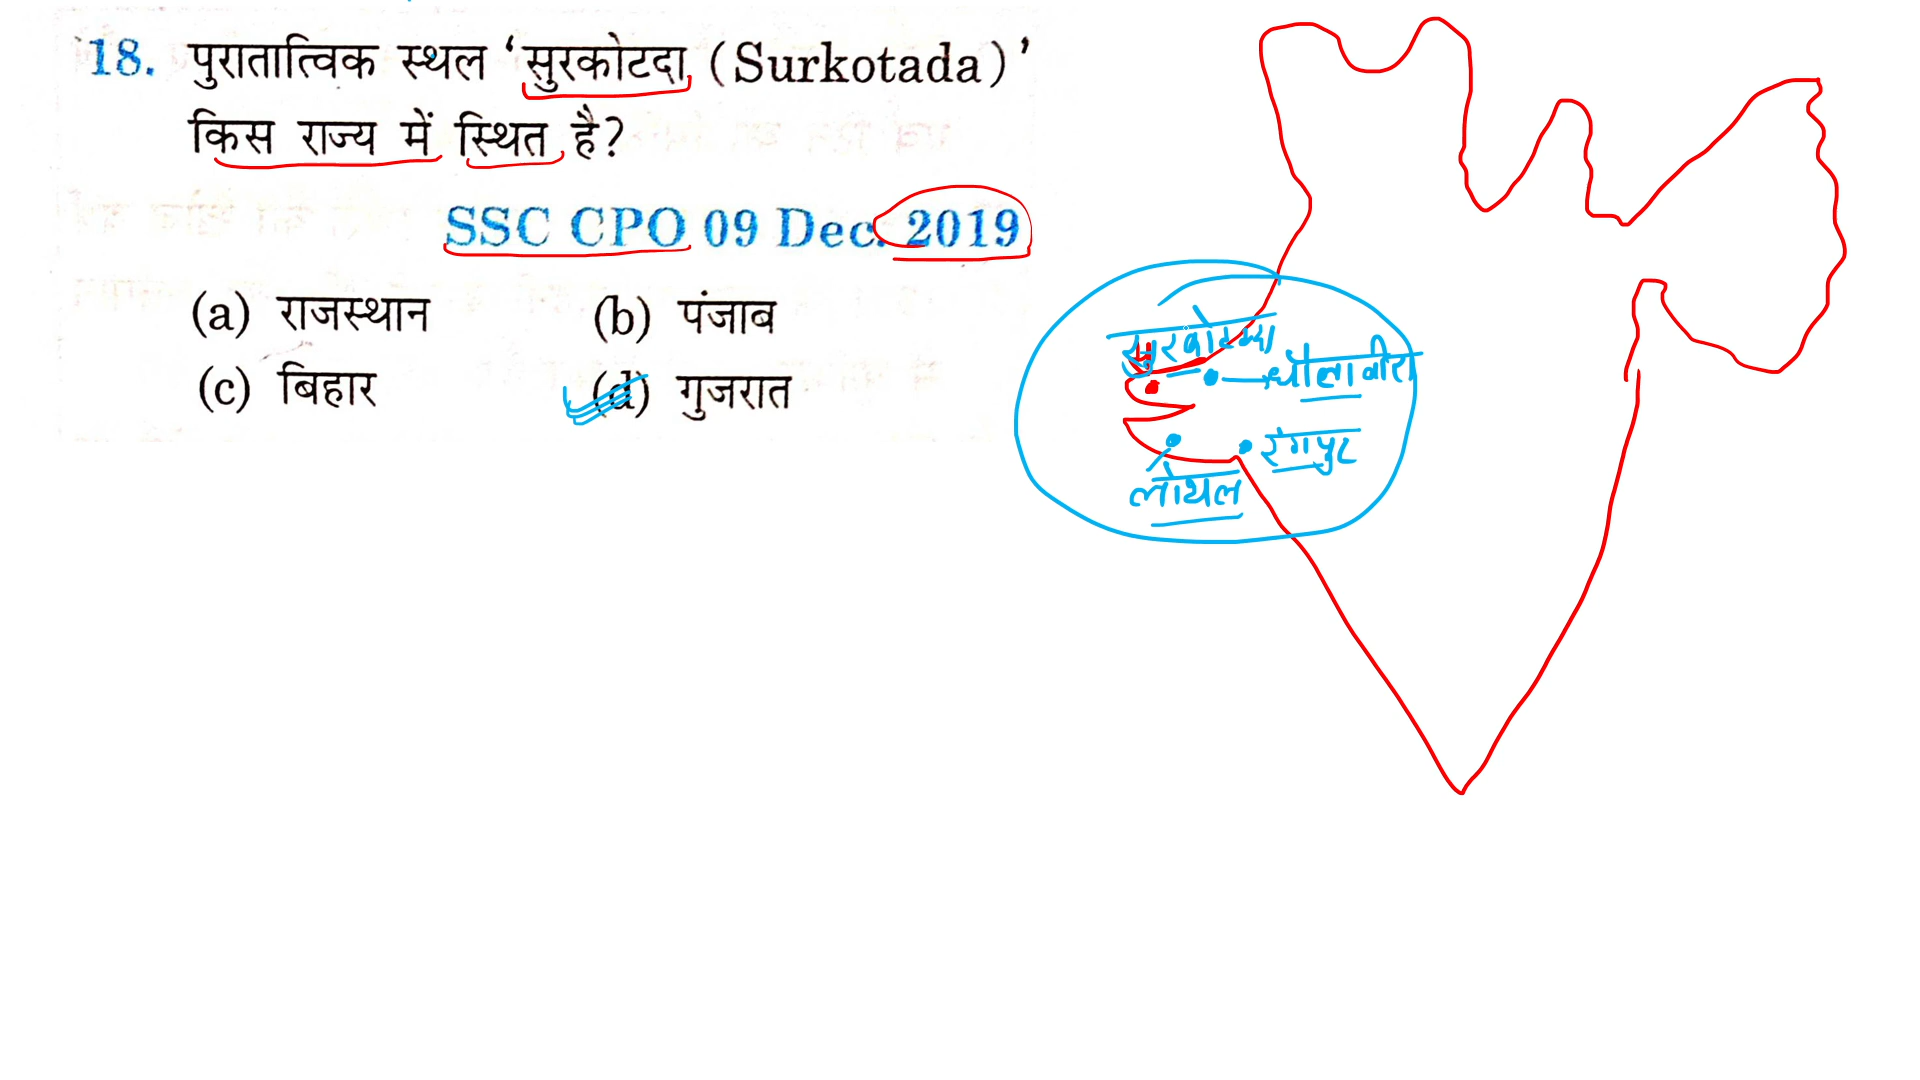 18. पुरातात्विक स्थल ‘सुरकोटदा (Surkotada)’
किस राज्य में स्थित है?
SSC CPO 09 Dec. 2019
(a) राजस्थान (b) पंजाब
(c) बिहार (d) गुजरात
सुरकोटदा
धौलावीरा
रंगपुर
लोथल